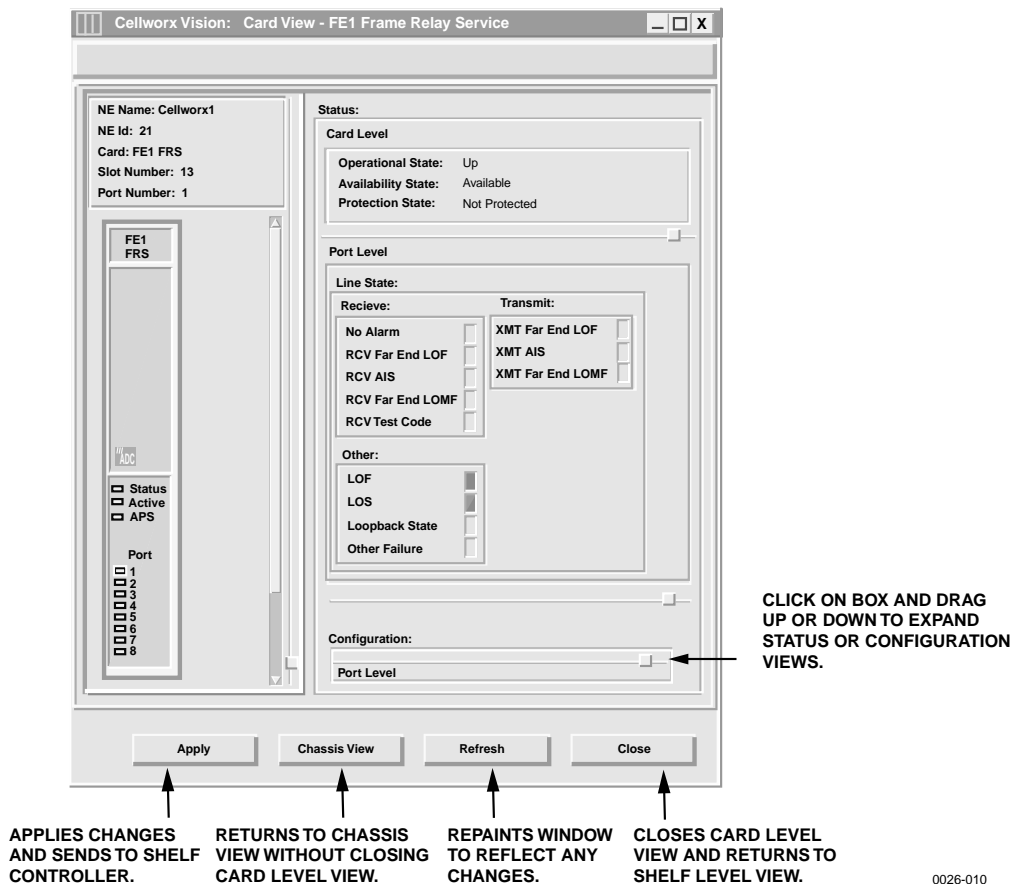 Cellworx Vision: Card View - FE1 Frame Relay Service
X
NE Name: Cellworx1
NE Id: 21
Card: FE1 FRS
Slot Number: 13
Port Number: 1
FE1
FRS
ADC
Status
Active
APS
Port
1
2
3
4
5
6
7
8
Status:
Card Level
Operational State: Up
Availability State: Available
Protection State: Not Protected
Port Level
Line State:
Recieve:
No Alarm
RCV Far End LOF
RCV AIS
RCV Far End LOMF
RCV Test Code
Transmit:
XMT Far End LOF
XMT AIS
XMT Far End LOMF
Other:
LOF
LOS
Loopback State
Other Failure
Configuration:
Port Level
CLICK ON BOX AND DRAG
UP OR DOWN TO EXPAND
STATUS OR CONFIGURATION
VIEWS.
Apply
Chassis View
Refresh
Close
APPLIES CHANGES
AND SENDS TO SHELF
CONTROLLER.
RETURNS TO CHASSIS
VIEW WITHOUT CLOSING
CARD LEVEL VIEW.
REPAINTS WINDOW
TO REFLECT ANY
CHANGES.
CLOSES CARD LEVEL
VIEW AND RETURNS TO
SHELF LEVEL VIEW.
0026-010